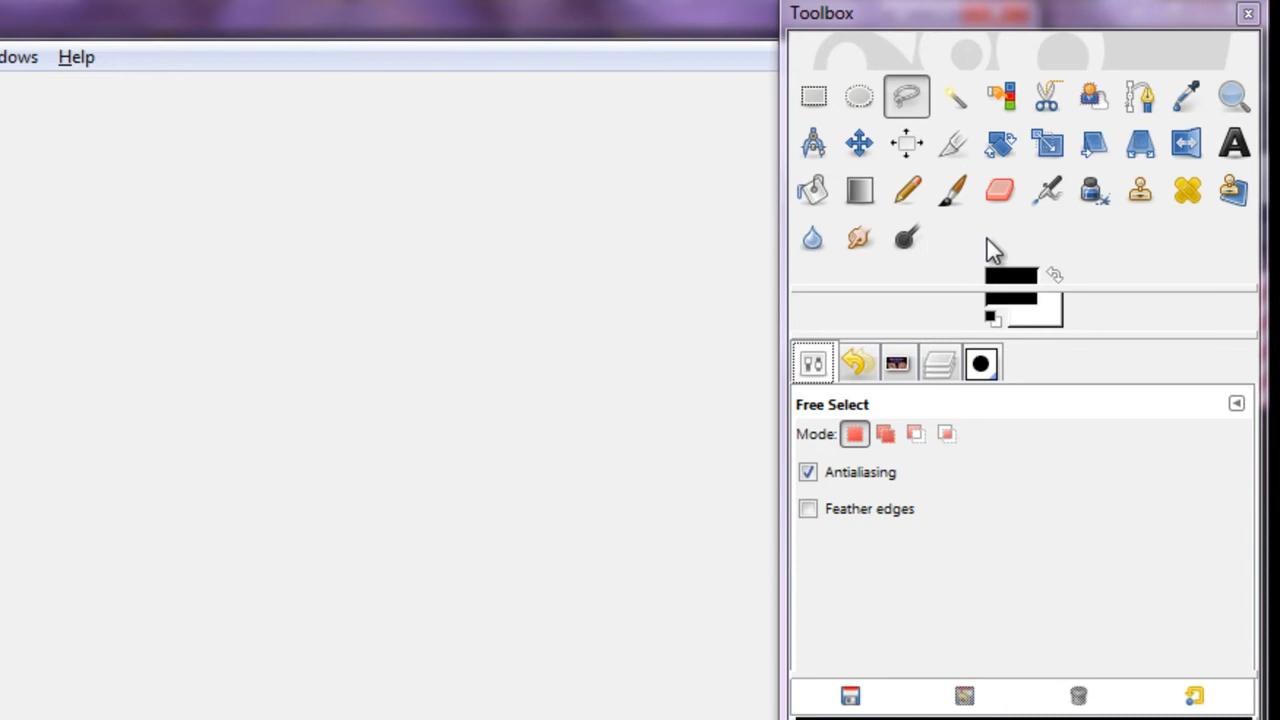 Toolbox
dows Help
Free Select
Mode:
Antialiasing
Feather edges